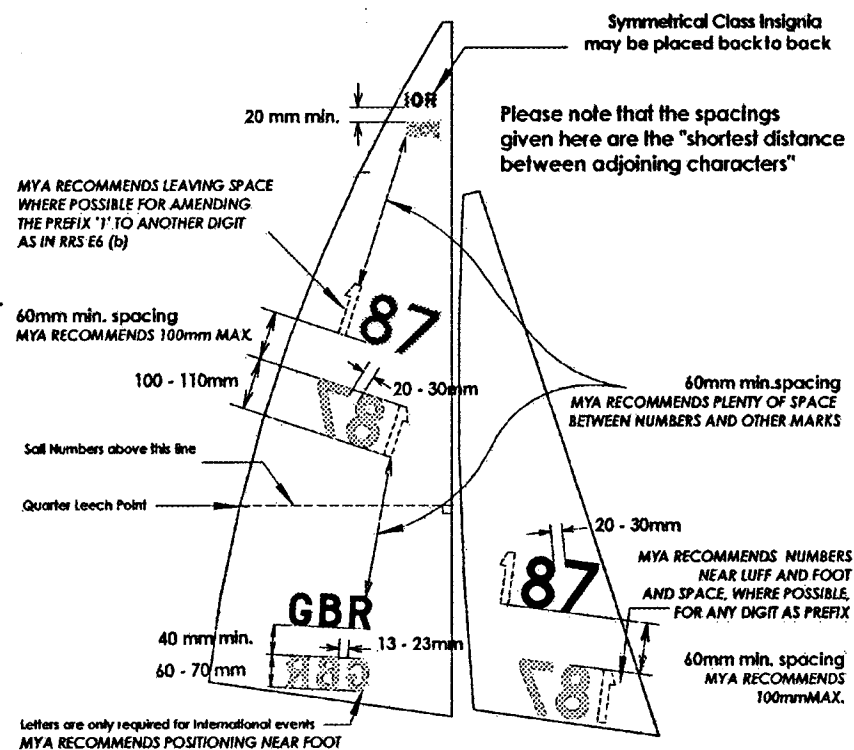 Symmetrical Class Insignia
may be placed back to back
20 mm min.
Please note that the spacings
given here are the "shortest distance
between adjoining characters"
MYA RECOMMENDS LEAVING SPACE
WHERE POSSIBLE FOR AMENDING
THE PREFIX '1' TO ANOTHER DIGIT
AS IN RRS E6 (b)
187
60mm min. spacing
MYA RECOMMENDS 100mm MAX.
100 - 110mm
20 - 30mm
187
60mm min.spacing
MYA RECOMMENDS PLENTY OF SPACE
BETWEEN NUMBERS AND OTHER MARKS
Sail Numbers above this line
Quarter Leech Point
20 - 30mm
187
MYA RECOMMENDS NUMBERS
NEAR LUFF AND FOOT
AND SPACE, WHERE POSSIBLE,
FOR ANY DIGIT AS PREFIX
GBR
40 mm min.
13 - 23mm
60 - 70 mm
GBR
187
60mm min. spacing
MYA RECOMMENDS
100mmMAX.
Letters are only required for International events
MYA RECOMMENDS POSITIONING NEAR FOOT